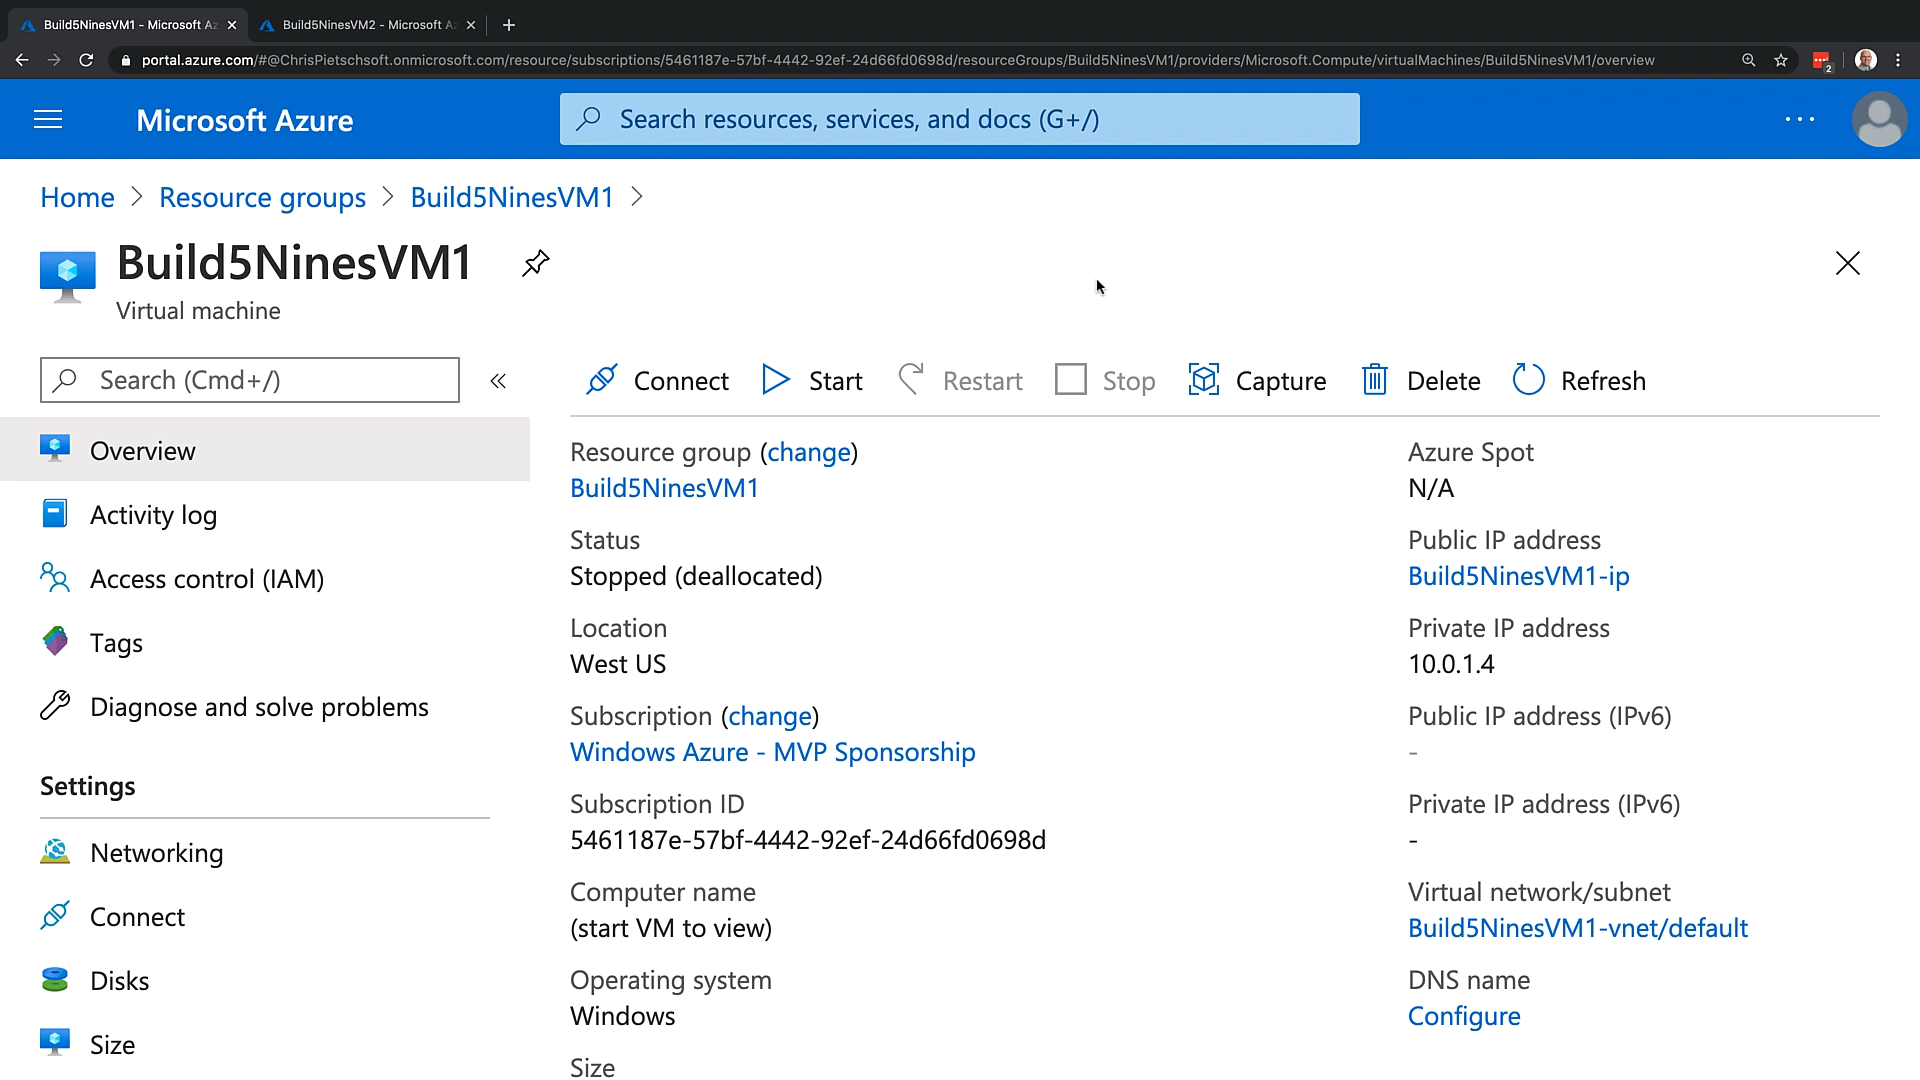 Build5NinesVM1 - Microsoft Az
Build5NinesVM2 - Microsoft Az
portal.azure.com/#@ChrisPietschsoft.onmicrosoft.com/resource/subscriptions/5461187e-57bf-4442-92ef-24d66fd0698d/resourceGroups/Build5NinesVM1/providers/Microsoft.Compute/virtualMachines/Build5NinesVM1/overview
2
Microsoft Azure
Search resources, services, and docs (G+/)
Home > Resource groups > Build5NinesVM1 >
Build5NinesVM1
Virtual machine
Search (Cmd+/)
Overview
Activity log
Access control (IAM)
Tags
Diagnose and solve problems
Settings
Networking
Connect
Disks
Size
Connect Start Restart Stop Capture Delete Refresh
Resource group (change)
Build5NinesVM1
Status
Stopped (deallocated)
Location
West US
Subscription (change)
Windows Azure - MVP Sponsorship
Subscription ID
5461187e-57bf-4442-92ef-24d66fd0698d
Computer name
(start VM to view)
Operating system
Windows
Size
Azure Spot
N/A
Public IP address
Build5NinesVM1-ip
Private IP address
10.0.1.4
Public IP address (IPv6)
-
Private IP address (IPv6)
-
Virtual network/subnet
Build5NinesVM1-vnet/default
DNS name
Configure